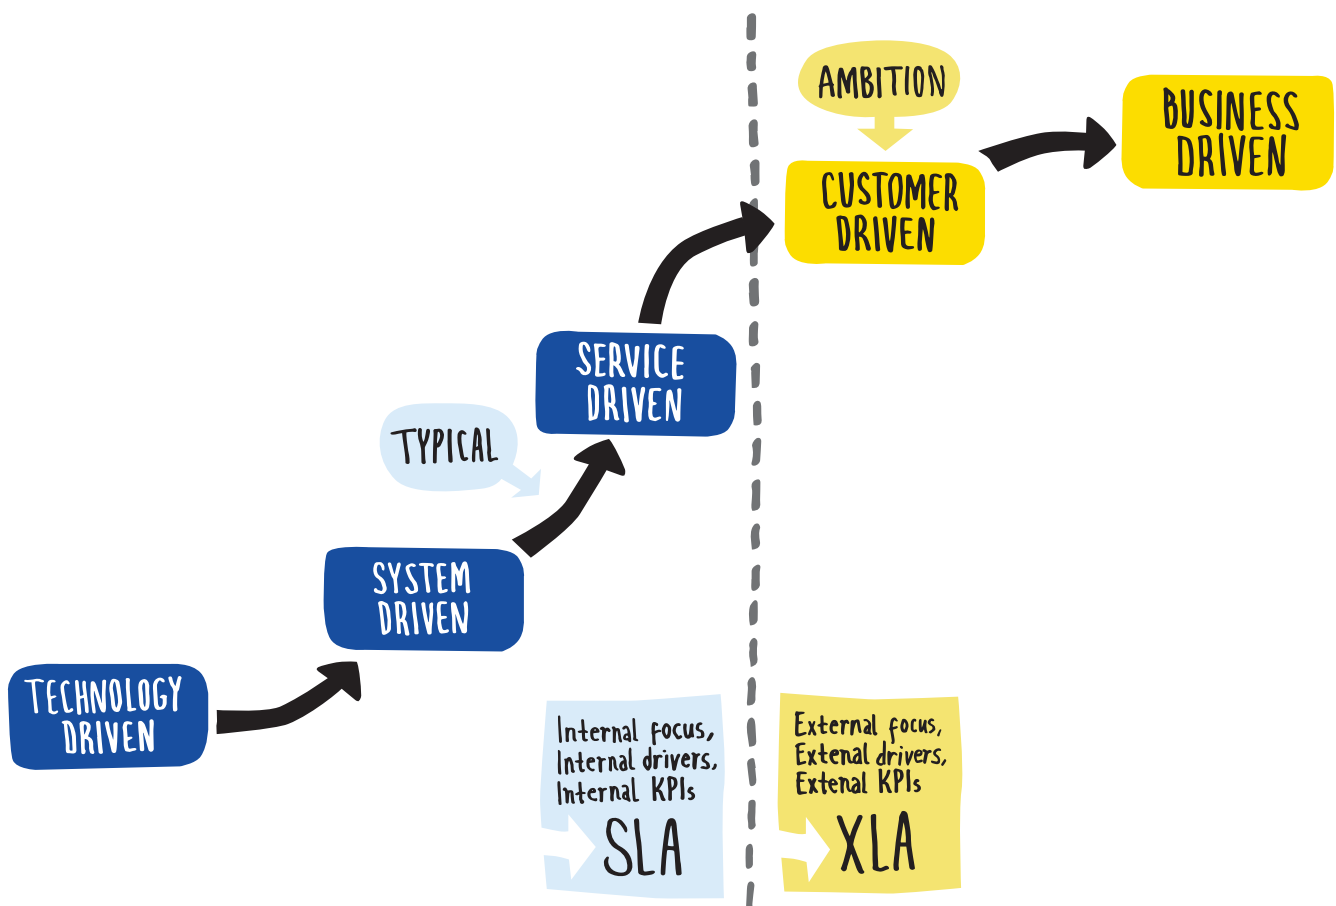 AMBITION
BUSINESS
DRIVEN
CUSTOMER
DRIVEN
SERVICE
DRIVEN
TYPICAL
SYSTEM
DRIVEN
TECHNOLOGY
DRIVEN
Internal focus,
Internal drivers,
Internal KPIs
SLA
External focus,
Extenal drivers,
Extenal KPIs
XLA